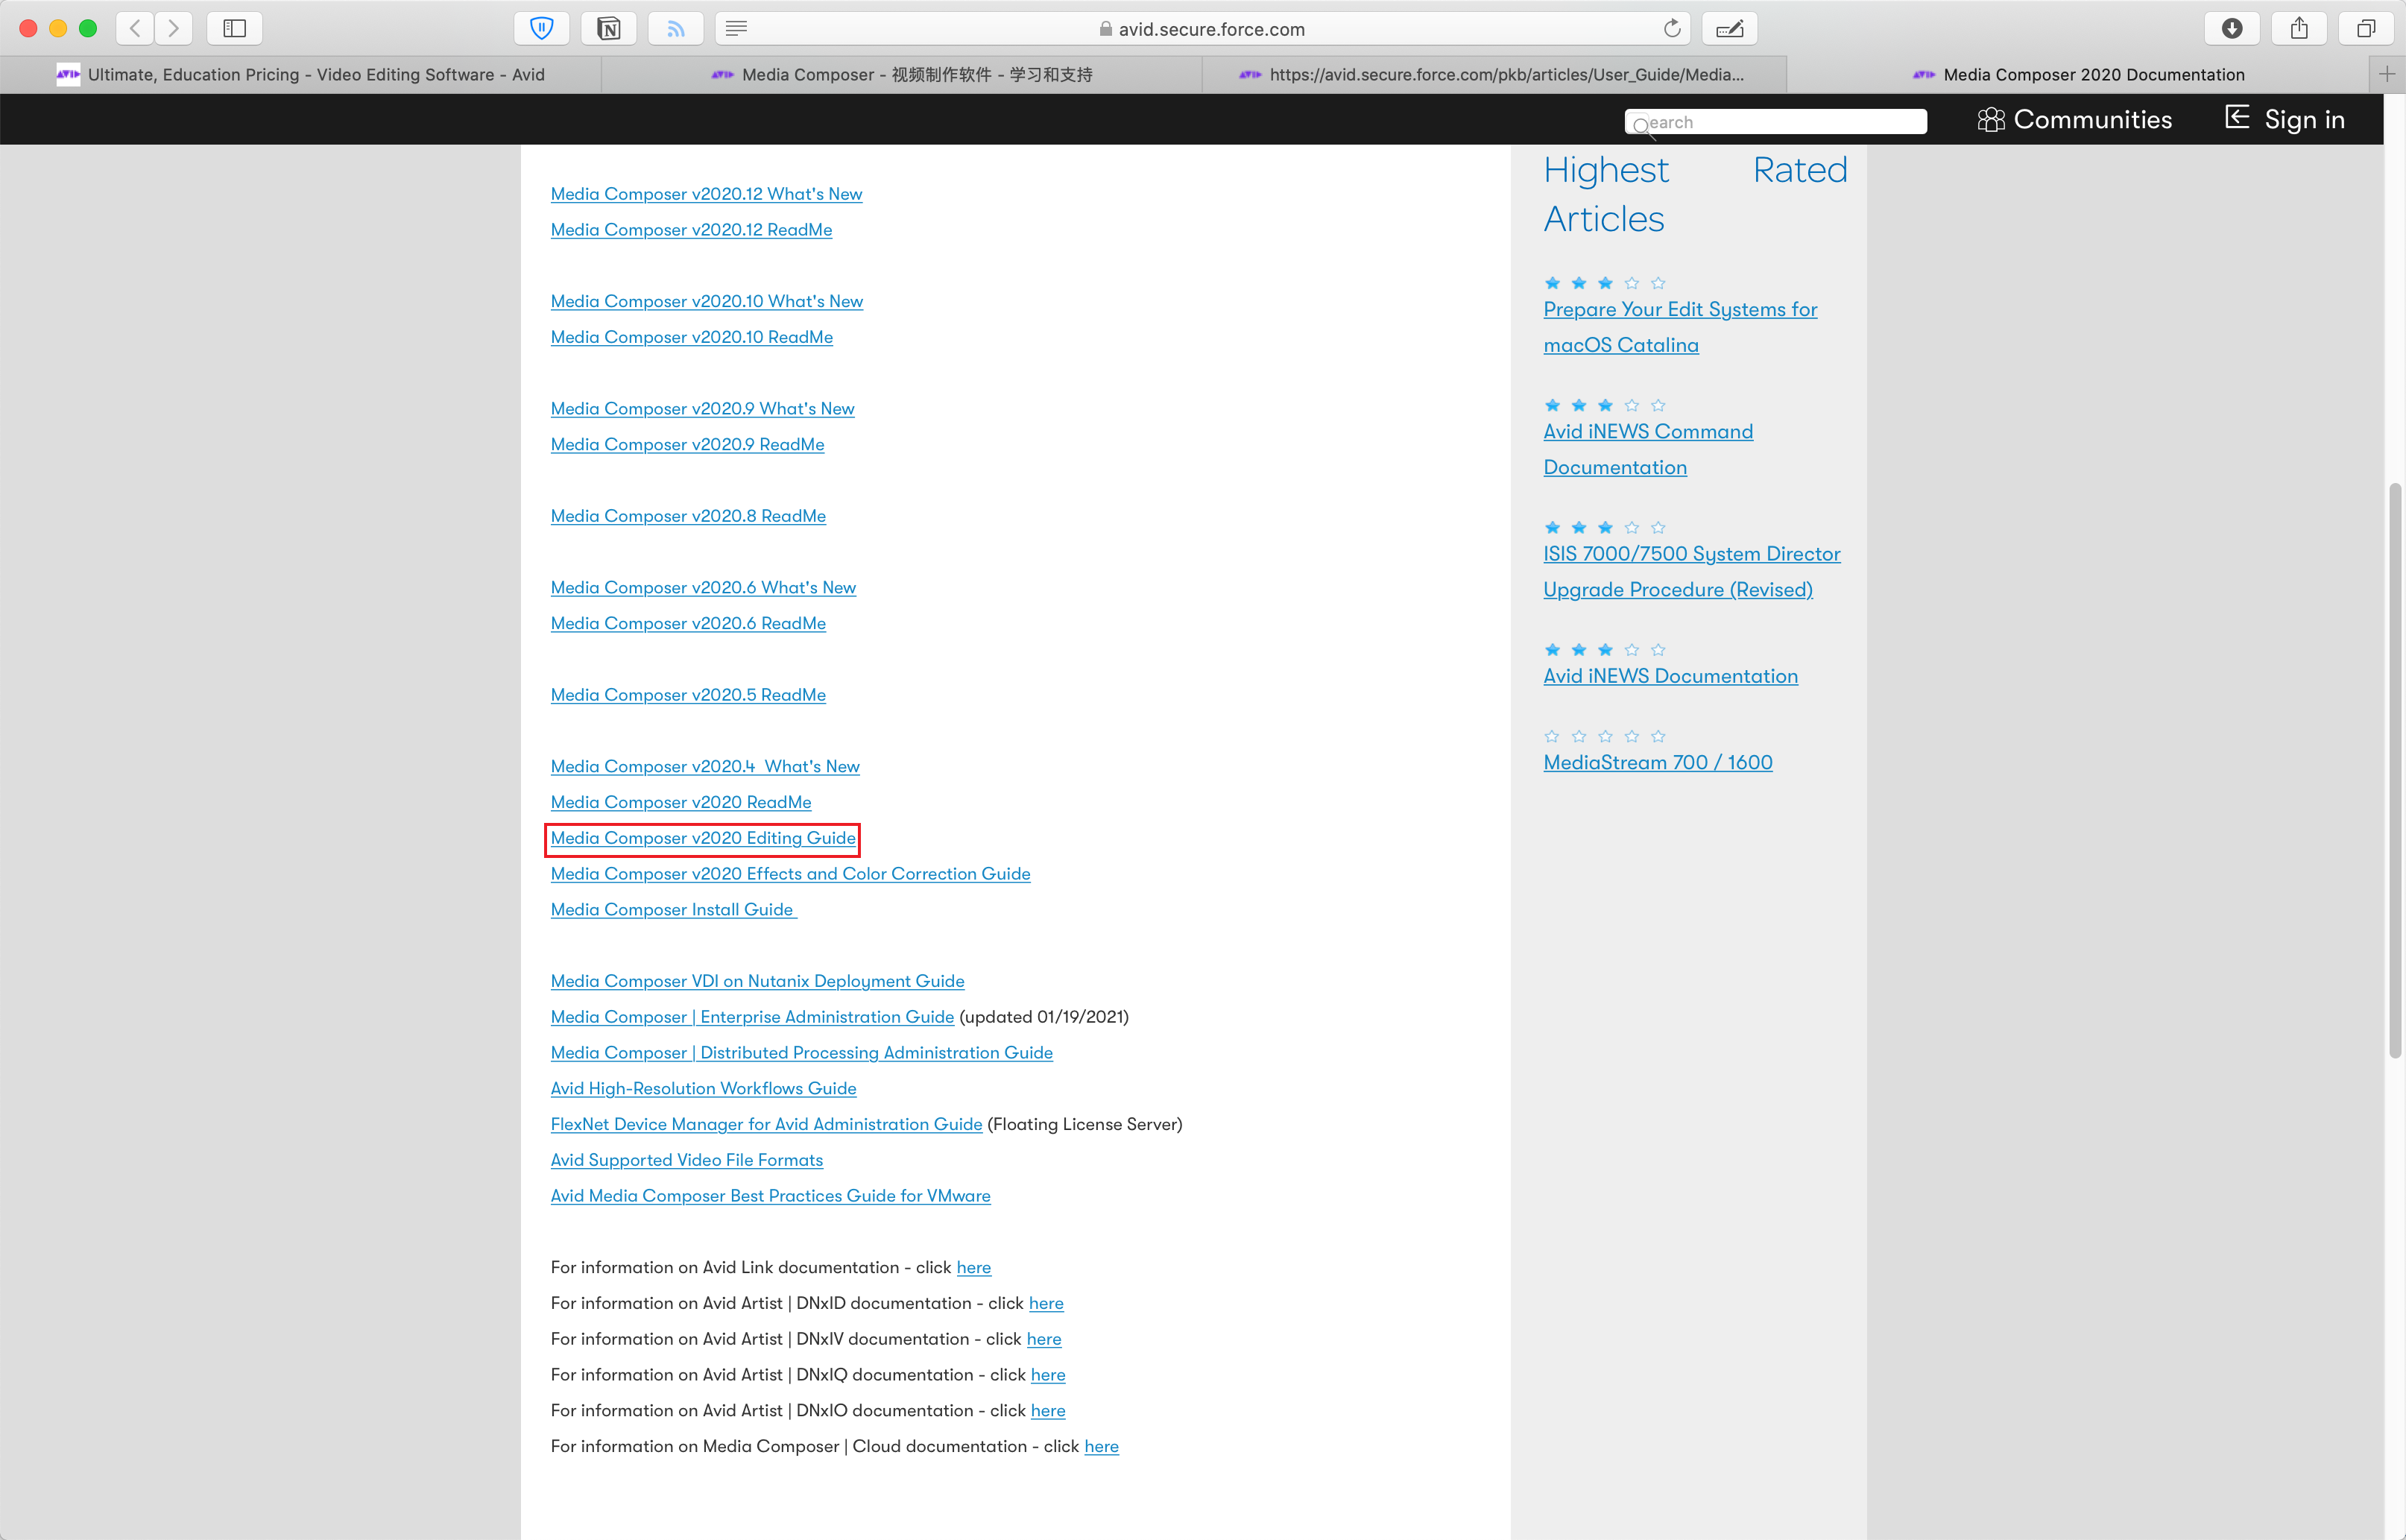 avid.secure.force.com
Ultimate, Education Pricing - Video Editing Software - Avid
Media Composer - 视频制作软件 - 学习和支持
https://avid.secure.force.com/pkb/articles/User_Guide/Media...
Media Composer 2020 Documentation
earch
Communities
Sign in
Media Composer v2020.12 What's New
Media Composer v2020.12 ReadMe
Media Composer v2020.10 What's New
Media Composer v2020.10 ReadMe
Media Composer v2020.9 What's New
Media Composer v2020.9 ReadMe
Media Composer v2020.8 ReadMe
Media Composer v2020.6 What's New
Media Composer v2020.6 ReadMe
Media Composer v2020.5 ReadMe
Media Composer v2020.4  What's New
Media Composer v2020 ReadMe
Media Composer v2020 Editing Guide
Media Composer v2020 Effects and Color Correction Guide
Media Composer Install Guide
Media Composer VDI on Nutanix Deployment Guide
Media Composer | Enterprise Administration Guide (updated 01/19/2021)
Media Composer | Distributed Processing Administration Guide
Avid High-Resolution Workflows Guide
FlexNet Device Manager for Avid Administration Guide (Floating License Server)
Avid Supported Video File Formats
Avid Media Composer Best Practices Guide for VMware
For information on Avid Link documentation - click here
For information on Avid Artist | DNxID documentation - click here
For information on Avid Artist | DNxIV documentation - click here
For information on Avid Artist | DNxIQ documentation - click here
For information on Avid Artist | DNxIO documentation - click here
For information on Media Composer | Cloud documentation - click here
Highest Rated
Articles
Prepare Your Edit Systems for
macOS Catalina
Avid iNEWS Command
Documentation
ISIS 7000/7500 System Director
Upgrade Procedure (Revised)
Avid iNEWS Documentation
MediaStream 700 / 1600